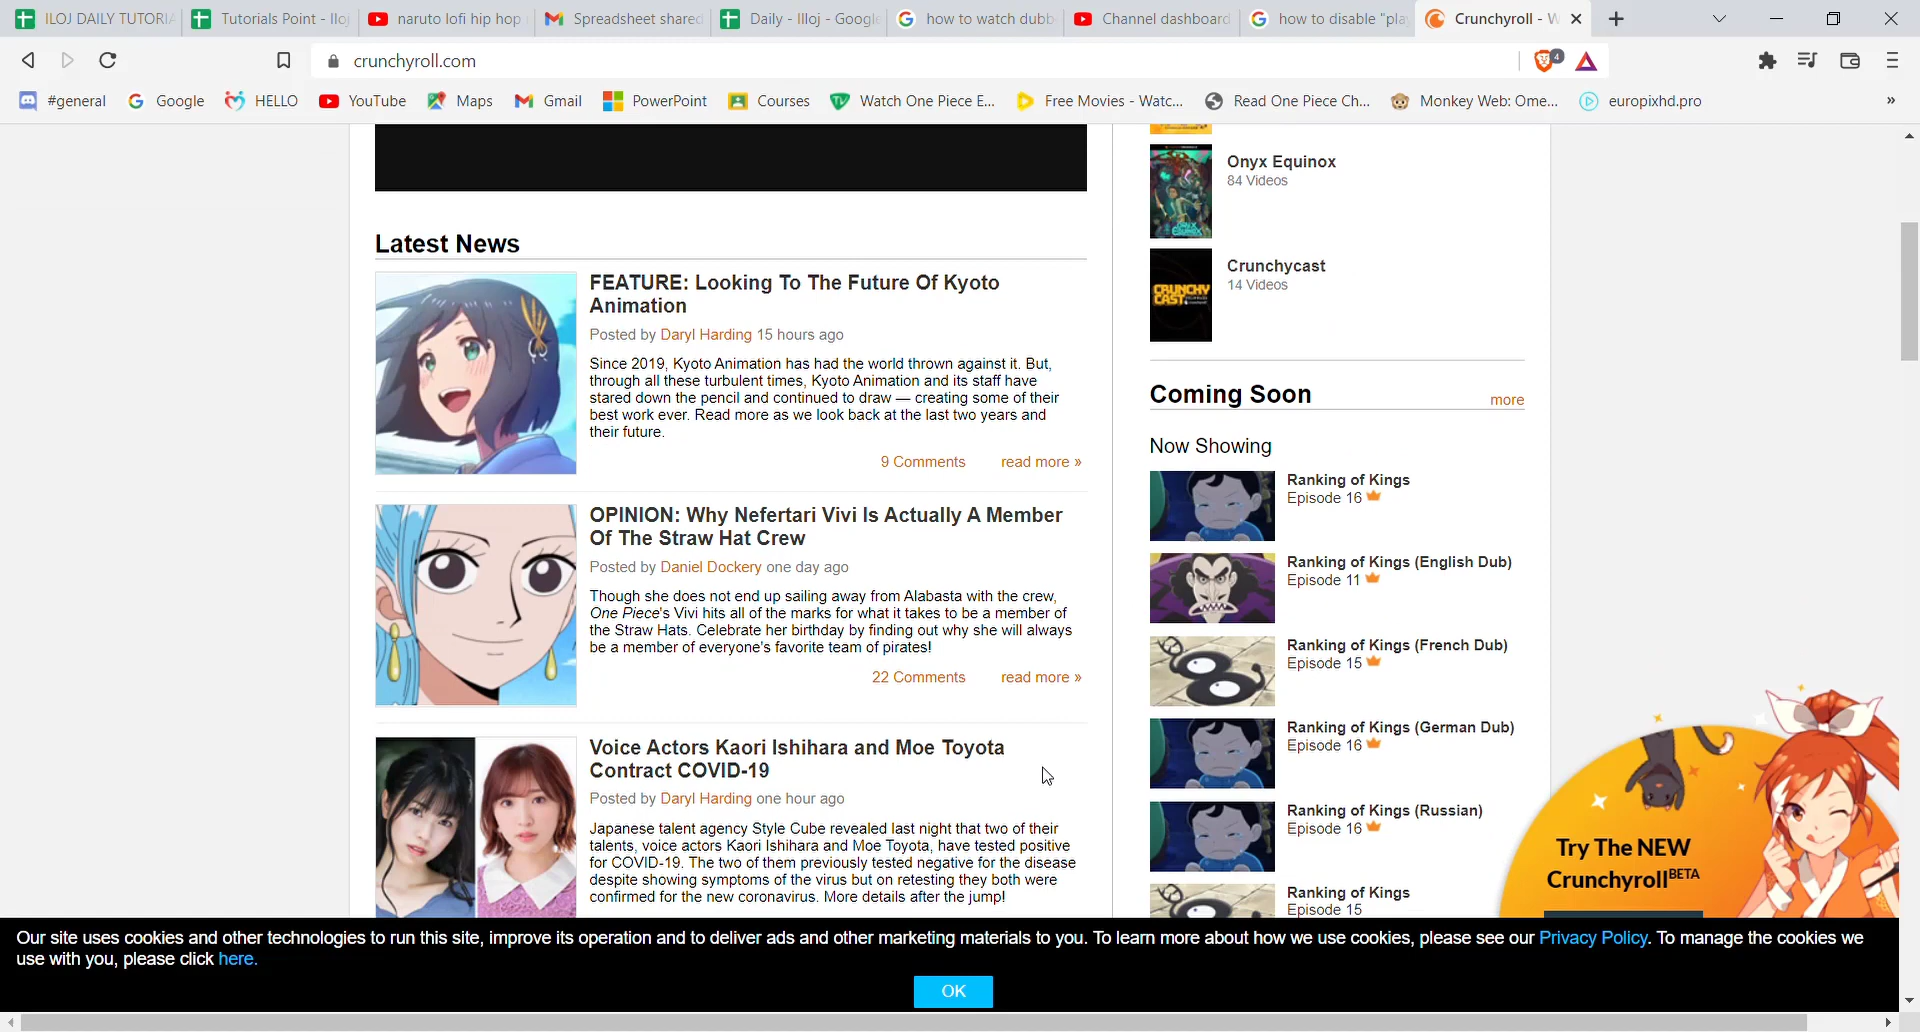 ILOJ DAILY TUTORIA
Tutorials Point - Illoj
naruto lofi hip hop
Spreadsheet shared
Daily - Illoj - Google
how to watch dubb
Channel dashboard
how to disable "play
Crunchyroll - W
crunchyroll.com
4
#general
Google
HELLO
YouTube
Maps
Gmail
PowerPoint
Courses
Watch One Piece E...
Free Movies - Watc...
Read One Piece Ch...
Monkey Web: Ome...
europixhd.pro
»
Latest News
FEATURE: Looking To The Future Of Kyoto
Animation
Posted by Daryl Harding 15 hours ago
Since 2019, Kyoto Animation has had the world thrown against it. But,
through all these turbulent times, Kyoto Animation and its staff have
stared down the pencil and continued to draw — creating some of their
best work ever. Read more as we look back at the last two years and
their future.
9 Comments read more »
OPINION: Why Nefertari Vivi Is Actually A Member
Of The Straw Hat Crew
Posted by Daniel Dockery one day ago
Though she does not end up sailing away from Alabasta with the crew,
One Piece's Vivi hits all of the marks for what it takes to be a member of
the Straw Hats. Celebrate her birthday by finding out why she will always
be a member of everyone's favorite team of pirates!
22 Comments read more »
Voice Actors Kaori Ishihara and Moe Toyota
Contract COVID-19
Posted by Daryl Harding one hour ago
Japanese talent agency Style Cube revealed last night that two of their
talents, voice actors Kaori Ishihara and Moe Toyota, have tested positive
for COVID-19. The two of them previously tested negative for the disease
despite showing symptoms of the virus but on retesting they both were
confirmed for the new coronavirus. More details after the jump!
ONYX EQUINOX
Onyx Equinox
84 Videos
CRUNCHY
CAST
Crunchycast
14 Videos
Coming Soon more
Now Showing
Ranking of Kings
Episode 16
Ranking of Kings (English Dub)
Episode 11
Ranking of Kings (French Dub)
Episode 15
Ranking of Kings (German Dub)
Episode 16
Ranking of Kings (Russian)
Episode 16
Ranking of Kings
Episode 15
Try The NEW
Crunchyroll BETA
Our site uses cookies and other technologies to run this site, improve its operation and to deliver ads and other marketing materials to you. To learn more about how we use cookies, please see our Privacy Policy. To manage the cookies we
use with you, please click here.
OK